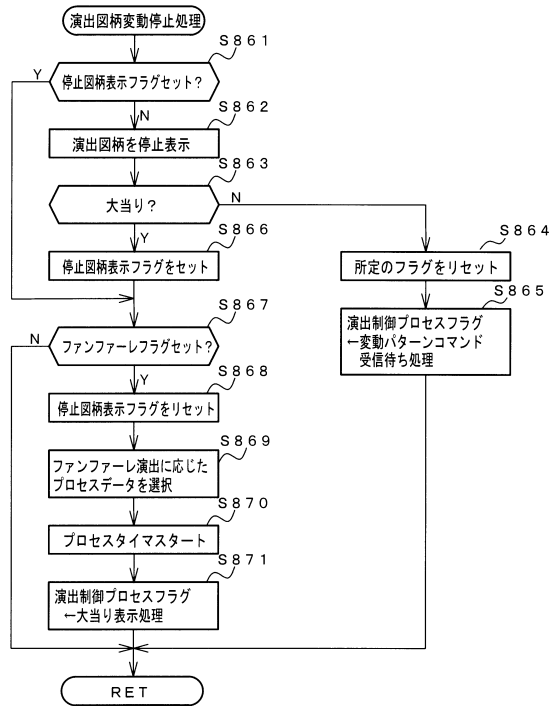 演出図柄変動停止処理
S861
Y
停止図柄表示フラグセット?
N
S862
演出図柄を停止表示
S863
大当り?
N
Y
S866
停止図柄表示フラグをセット
S864
所定のフラグをリセット
S865
演出制御プロセスフラグ
←変動パターンコマンド
受信待ち処理
S867
N
ファンファーレフラグセット?
Y
S868
停止図柄表示フラグをリセット
S869
ファンファーレ演出に応じた
プロセスデータを選択
S870
プロセスタイマスタート
S871
演出制御プロセスフラグ
←大当り表示処理
RET